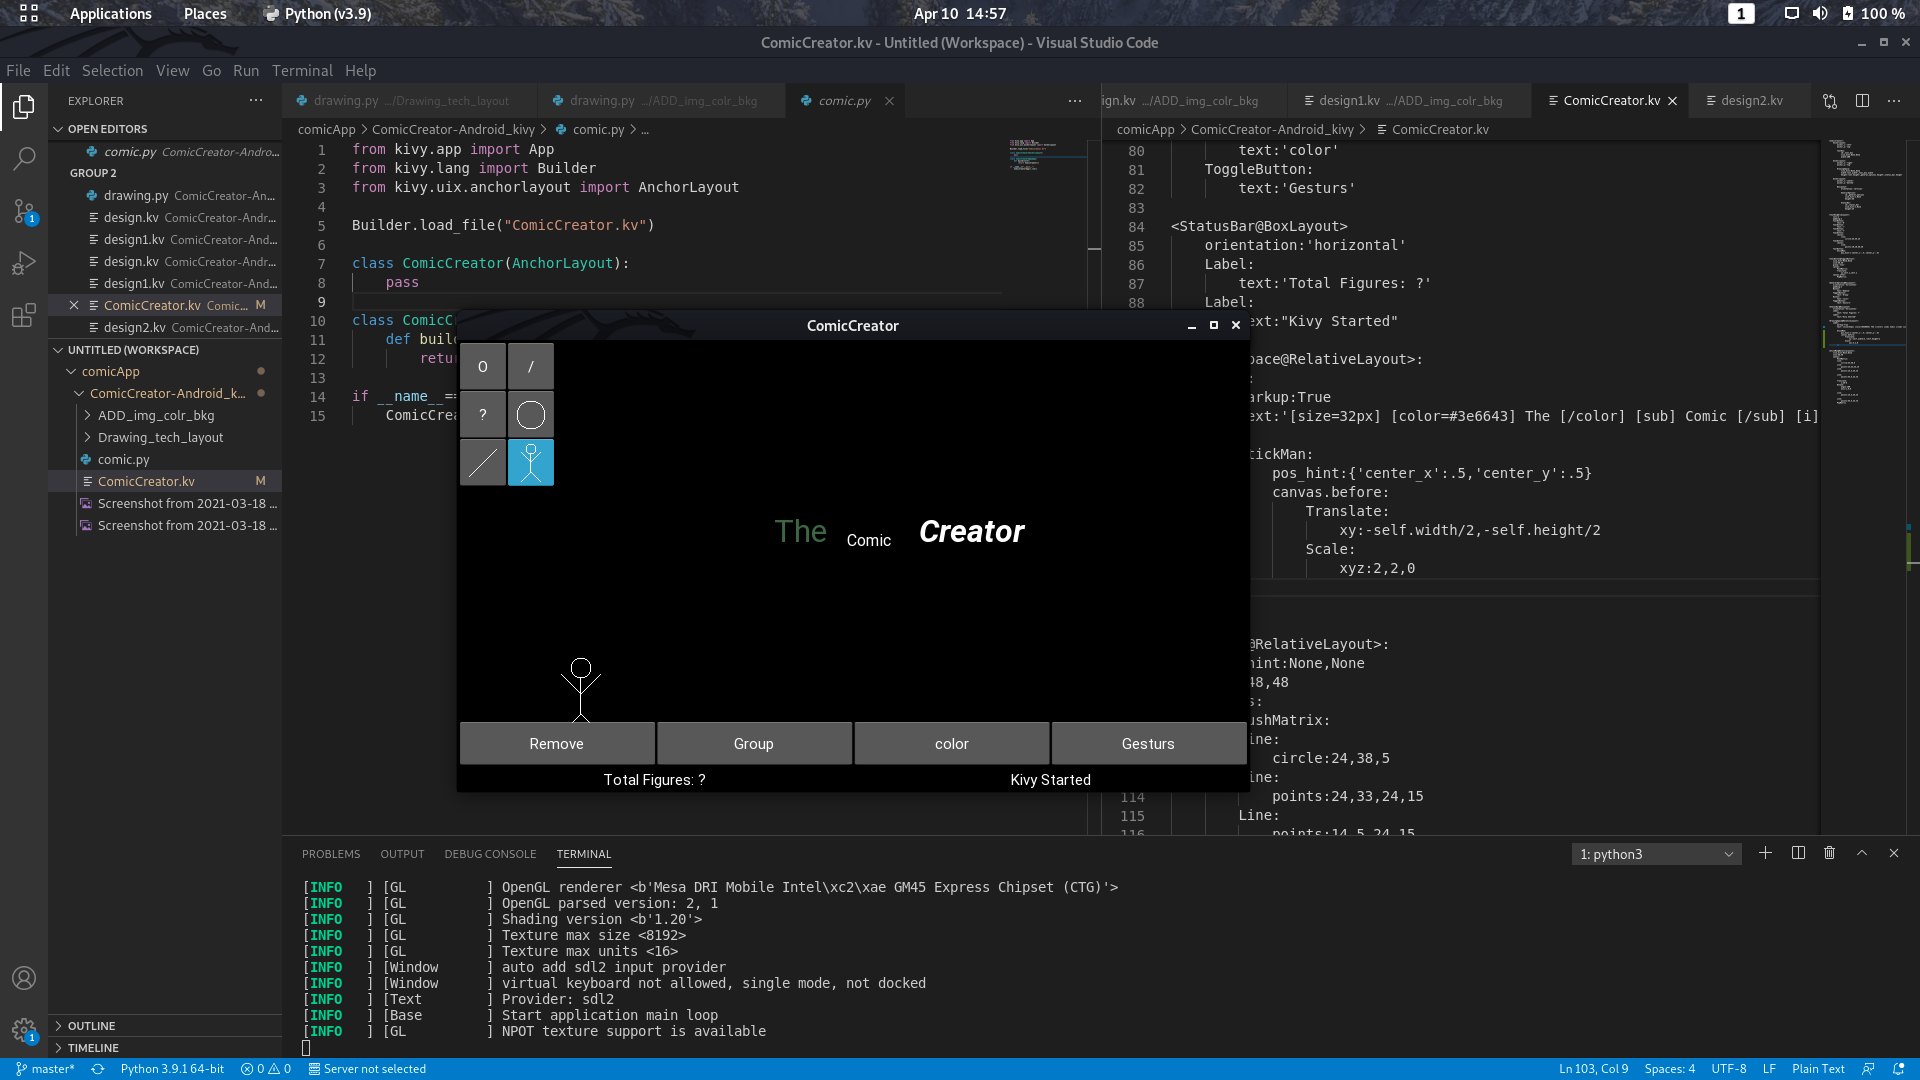 Applications Places Python (v3.9) Apr 10 14:57 1 100 %
ComicCreator.kv - Untitled (Workspace) - Visual Studio Code
File Edit Selection View Go Run Terminal Help
EXPLORER ...
OPEN EDITORS
comic.py ComicCreator-Andro...
GROUP 2
drawing.py ComicCreator-An...
design.kv ComicCreator-Andr...
design1.kv ComicCreator-And...
design.kv ComicCreator-Andr...
design1.kv ComicCreator-And...
ComicCreator.kv Comic... M
design2.kv ComicCreator-And...
UNTITLED (WORKSPACE)
comicApp
ComicCreator-Android_k...
ADD_img_colr_bkg
Drawing_tech_layout
comic.py
ComicCreator.kv M
Screenshot from 2021-03-18 ...
Screenshot from 2021-03-18 ...
OUTLINE
TIMELINE
drawing.py .../Drawing_tech_layout drawing.py .../ADD_img_colr_bkg comic.py ...
comicApp > ComicCreator-Android_kivy > comic.py > ...
1 from kivy.app import App
2 from kivy.lang import Builder
3 from kivy.uix.anchorlayout import AnchorLayout
4
5 Builder.load_file("ComicCreator.kv")
6
7 class ComicCreator(AnchorLayout):
8 pass
9
10 class ComicC
11 def buil
12 retur
13
14 if __name__==
15 ComicCrea
ign.kv .../ADD_img_colr_bkg design1.kv .../ADD_img_colr_bkg ComicCreator.kv design2.kv ...
comicApp > ComicCreator-Android_kivy > ComicCreator.kv
80 text:'color'
81 ToggleButton:
82 text:'Gesturs'
83
84 <StatusBar@BoxLayout>
85 orientation:'horizontal'
86 Label:
87 text:'Total Figures: ?'
88 Label:
ext:"Kivy Started"
pace@RelativeLayout>:
:
arkup:True
ext:'[size=32px] [color=#3e6643] The [/color] [sub] Comic [/sub] [i]
tickMan:
pos_hint:{'center_x':.5,'center_y':.5}
canvas.before:
Translate:
xy:-self.width/2,-self.height/2
Scale:
xyz:2,2,0
@RelativeLayout>:
hint:None,None
48,48
s:
ushMatrix:
ine:
circle:24,38,5
ine:
114 points:24,33,24,15
115 Line:
116 points:14,5,24,15
ComicCreator
O /
?
The Comic Creator
Remove Group color Gesturs
Total Figures: ? Kivy Started
PROBLEMS OUTPUT DEBUG CONSOLE TERMINAL 1: python3
[INFO ] [GL ] OpenGL renderer <b'Mesa DRI Mobile Intel\xc2\xae GM45 Express Chipset (CTG)'>
[INFO ] [GL ] OpenGL parsed version: 2, 1
[INFO ] [GL ] Shading version <b'1.20'>
[INFO ] [GL ] Texture max size <8192>
[INFO ] [GL ] Texture max units <16>
[INFO ] [Window ] auto add sdl2 input provider
[INFO ] [Window ] virtual keyboard not allowed, single mode, not docked
[INFO ] [Text ] Provider: sdl2
[INFO ] [Base ] Start application main loop
[INFO ] [GL ] NPOT texture support is available
1
1
master* Python 3.9.1 64-bit 0 0 Server not selected Ln 103, Col 9 Spaces: 4 UTF-8 LF Plain Text